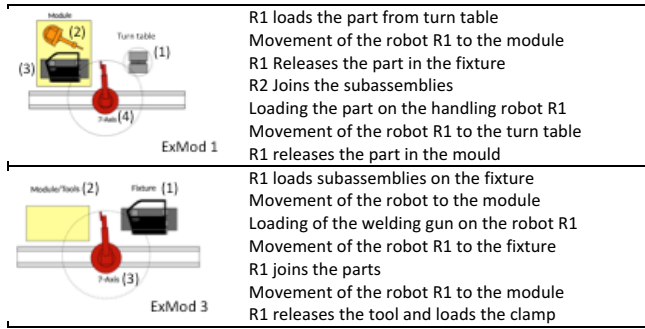 Module
(2)
Turn table
(1)
(3)
7-Axis (4)
ExMod 1
R1 loads the part from turn table
Movement of the robot R1 to the module
R1 Releases the part in the fixture
R2 Joins the subassemblies
Loading the part on the handling robot R1
Movement of the robot R1 to the turn table
R1 releases the part in the mould
Module/Tools (2)
Fixture (1)
7-Axis (3)
ExMod 3
R1 loads subassemblies on the fixture
Movement of the robot to the module
Loading of the welding gun on the robot R1
Movement of the robot R1 to the fixture
R1 joins the parts
Movement of the robot R1 to the module
R1 releases the tool and loads the clamp